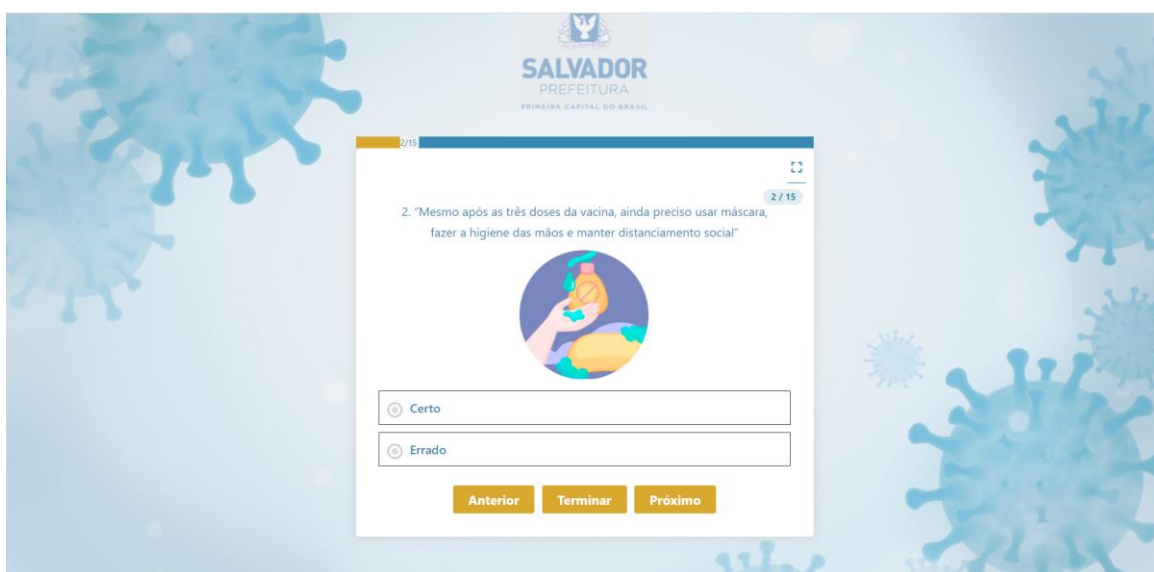 SALVADOR
PREFEITURA
PRIMEIRA CAPITAL DO BRASIL
2/15
2 / 15
2. "Mesmo após as três doses da vacina, ainda preciso usar máscara,
fazer a higiene das mãos e manter distanciamento social"
Certo
Errado
Anterior Terminar Próximo